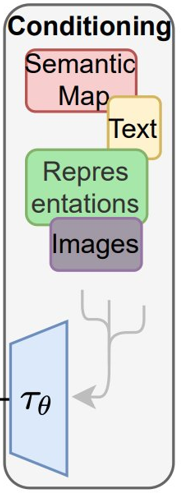 Conditioning
Semantic
Map
Text
Repres
entations
Images
τθ